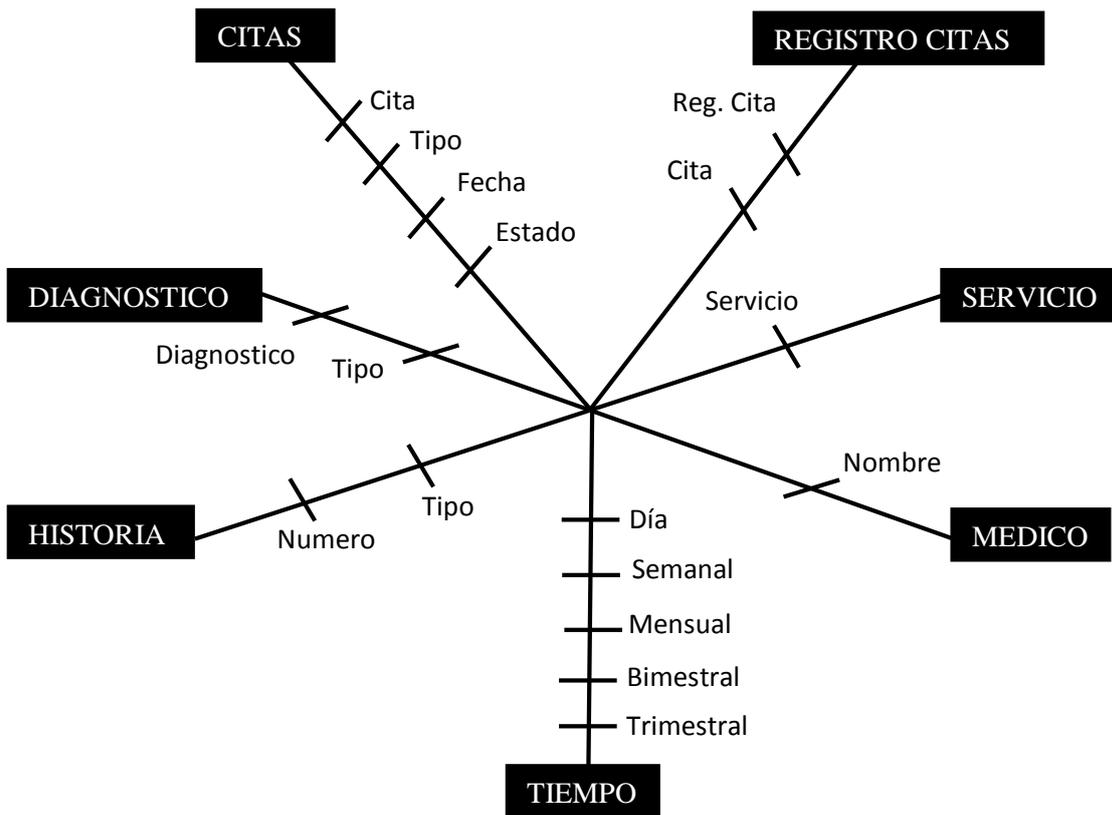 CITAS
REGISTRO CITAS
Cita
Reg. Cita
Tipo
Cita
Fecha
Estado
DIAGNOSTICO
SERVICIO
Servicio
Diagnostico
Tipo
Nombre
Tipo
Día
HISTORIA
Numero
MEDICO
Semanal
Mensual
Bimestral
Trimestral
TIEMPO